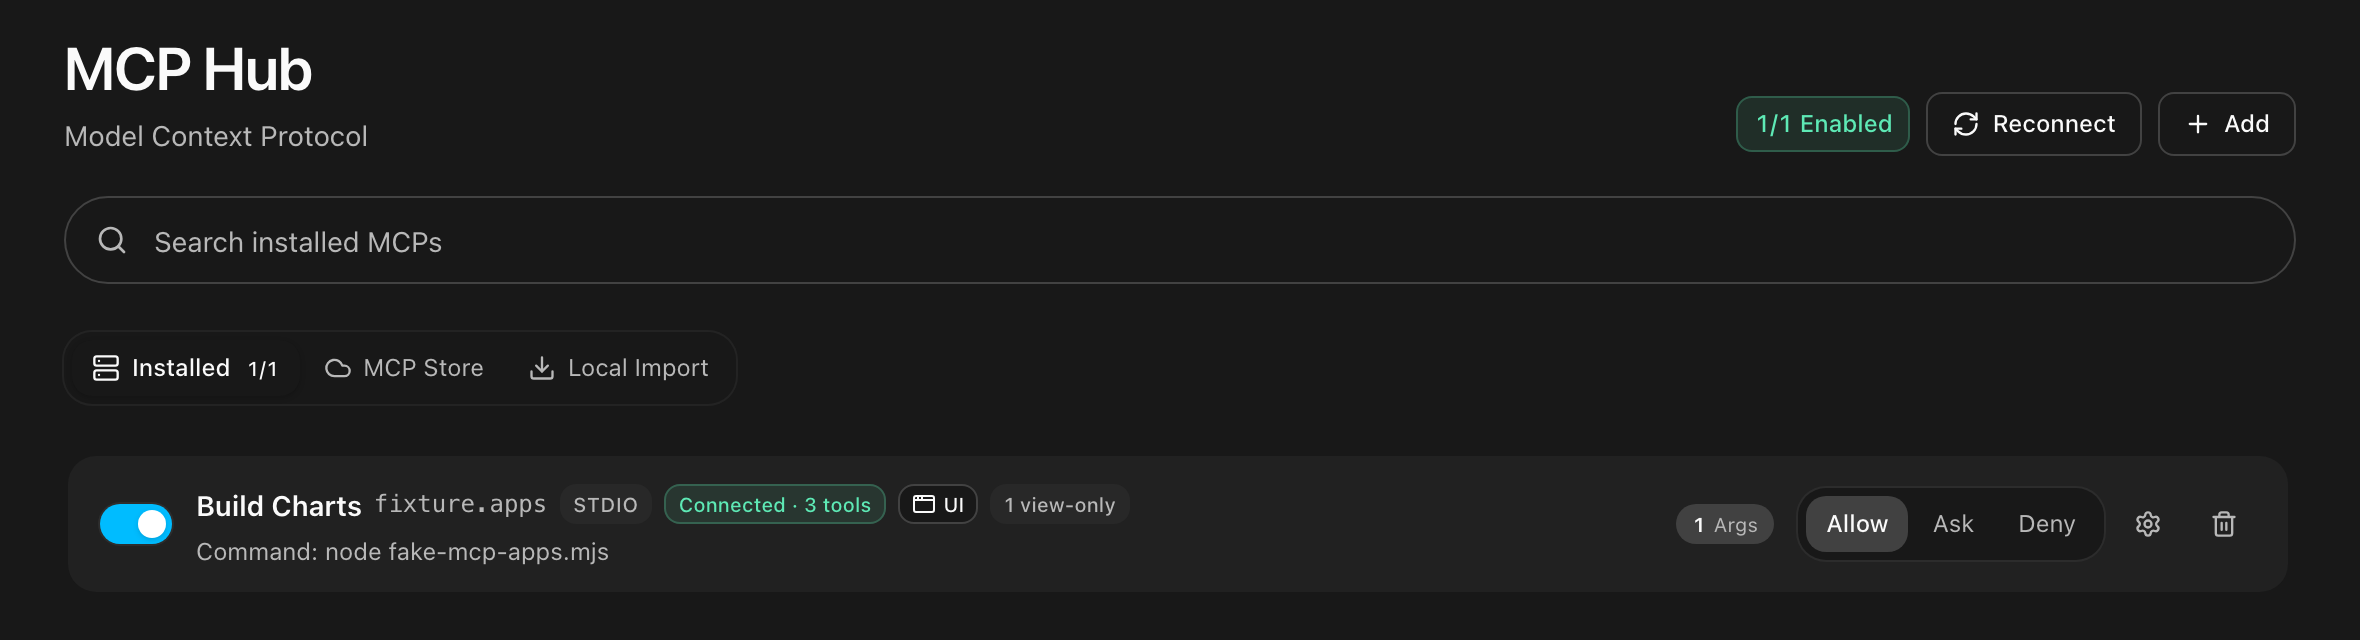 MCP Hub
Model Context Protocol
1/1 Enabled
Reconnect
Add
Search installed MCPs
Installed 1/1
MCP Store
Local Import
Build Charts fixture.apps STDIO Connected · 3 tools UI 1 view-only
Command: node fake-mcp-apps.mjs
1 Args
Allow
Ask
Deny